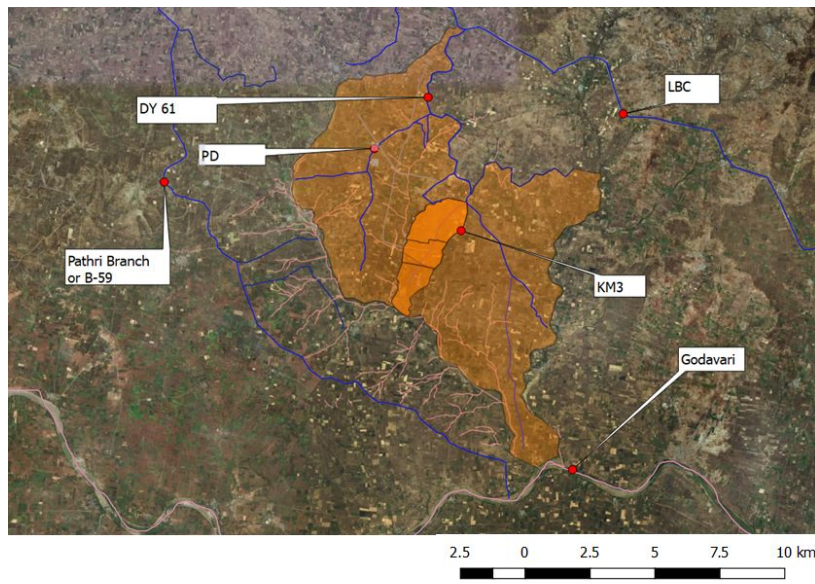 LBC
DY 61
PD
Pathri Branch
or B-59
KM3
Godavari
2.5 0 2.5 5 7.5 10 km